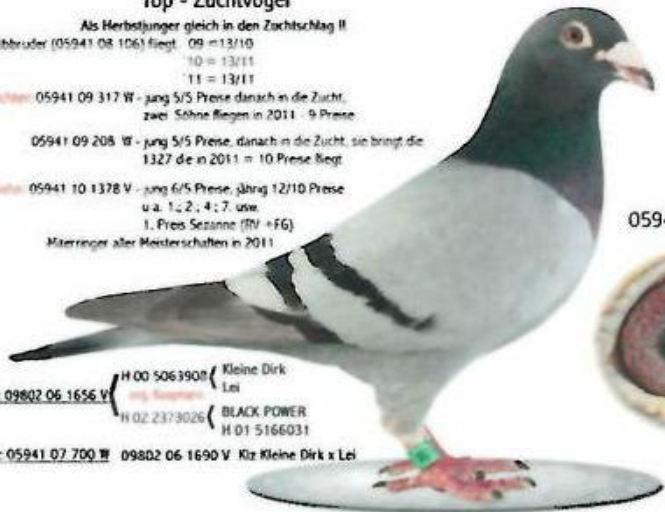 Top - Zuchtvogel
Als Herbstjunger gleich in den Zuchtschlag !!
(05941 08 106) fliegt 09 = 13/10
'10 = 13/11
'11 = 13/11
05941 09 317 W - jung 5/5 Preise danach in die Zucht,
zwei Söhne fliegen in 2011 - 9 Preise
05941 09 208 W - jung 5/5 Preise, danach in die Zucht, sie bringt die
1327 die in 2011 = 10 Preise fliegt
05941 10 1378 V - jung 6/5 Preise, jährig 12/10 Preise
u.a. 1.; 2.; 4.; 7. usw.
1. Preis Sezanne (RV +FG)
Miterringer aller Meisterschaften in 2011
0594
H 00 5063908 Kleine Dirk
Lei
09802 06 1656 V
H 02 2373026 BLACK POWER
H 01 5166031
05941 07 700 W 09802 06 1690 V Klz Kleine Dirk x Lei